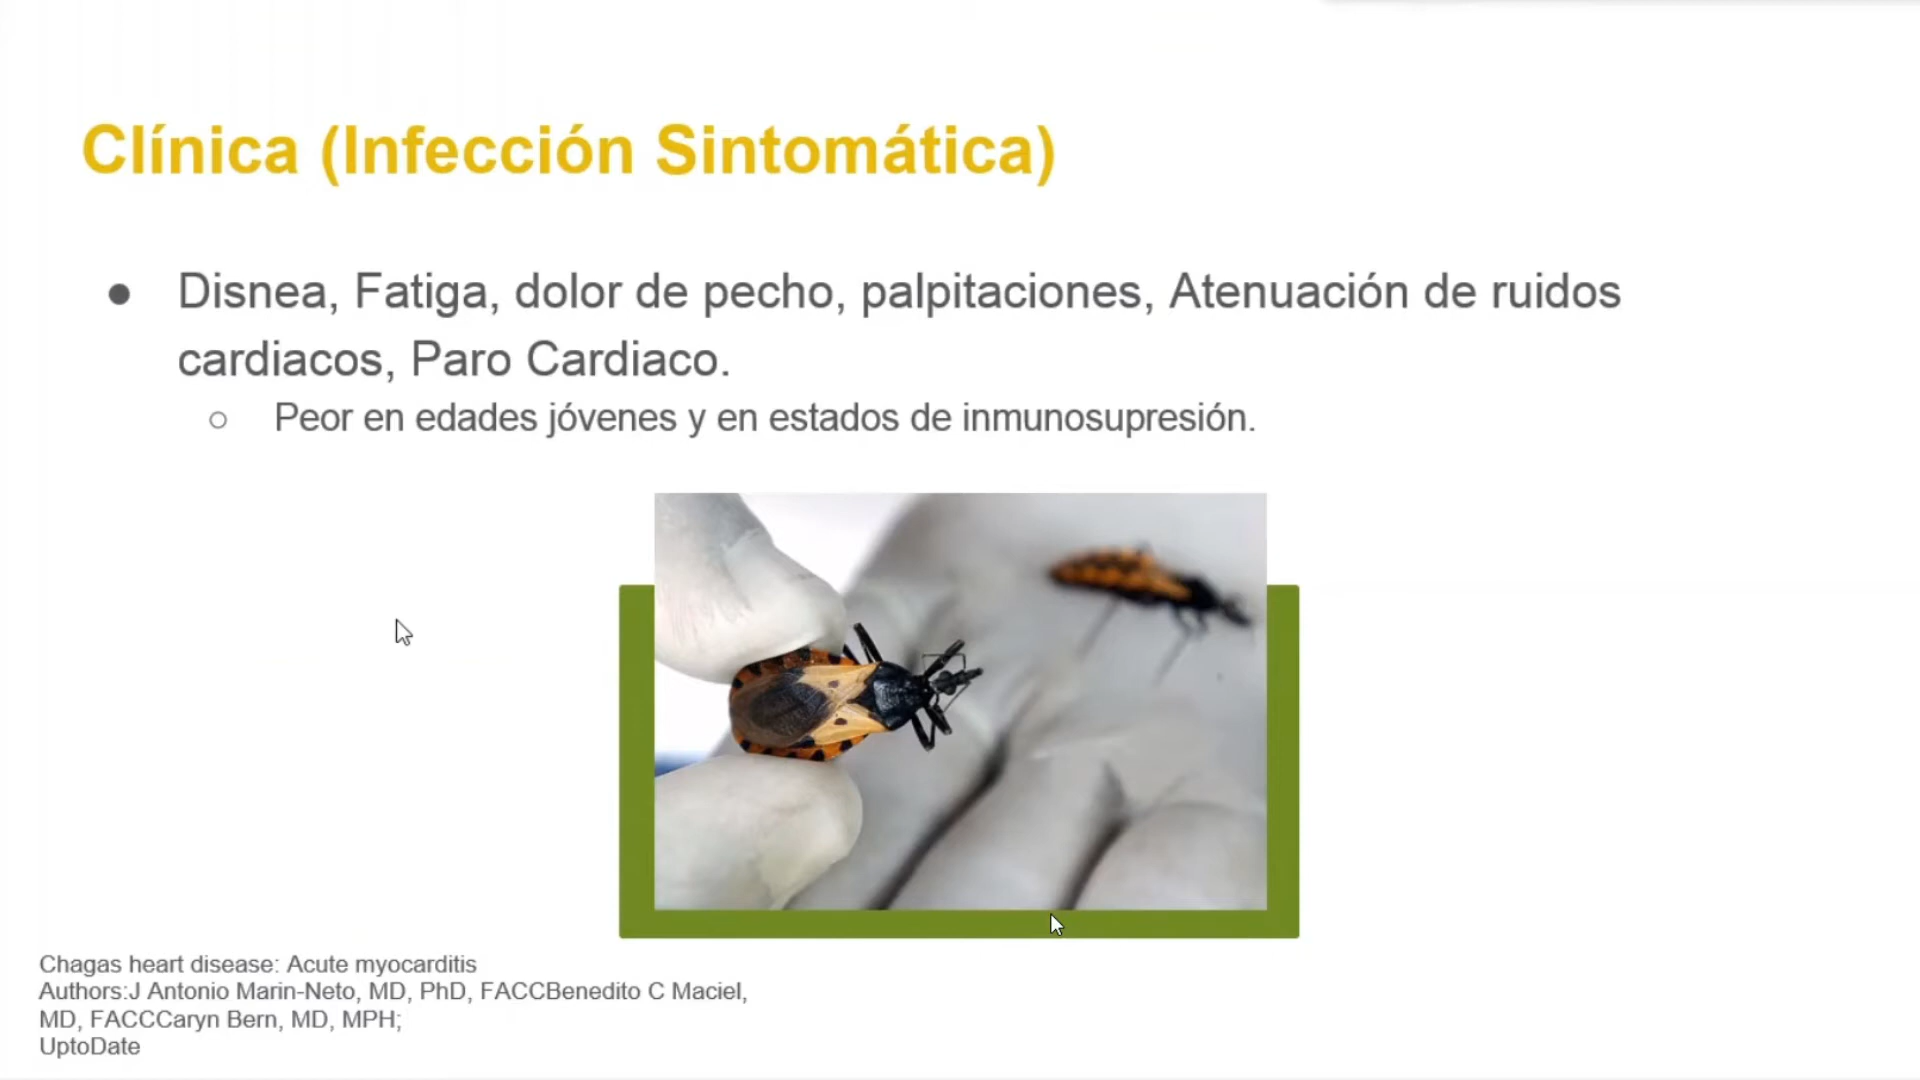 Clínica (Infección Sintomática)
● Disnea, Fatiga, dolor de pecho, palpitaciones, Atenuación de ruidos
cardiacos, Paro Cardiaco.
○ Peor en edades jóvenes y en estados de inmunosupresión.
Chagas heart disease: Acute myocarditis
Authors:J Antonio Marin-Neto, MD, PhD, FACCBenedito C Maciel,
MD, FACCCaryn Bern, MD, MPH;
UptoDate